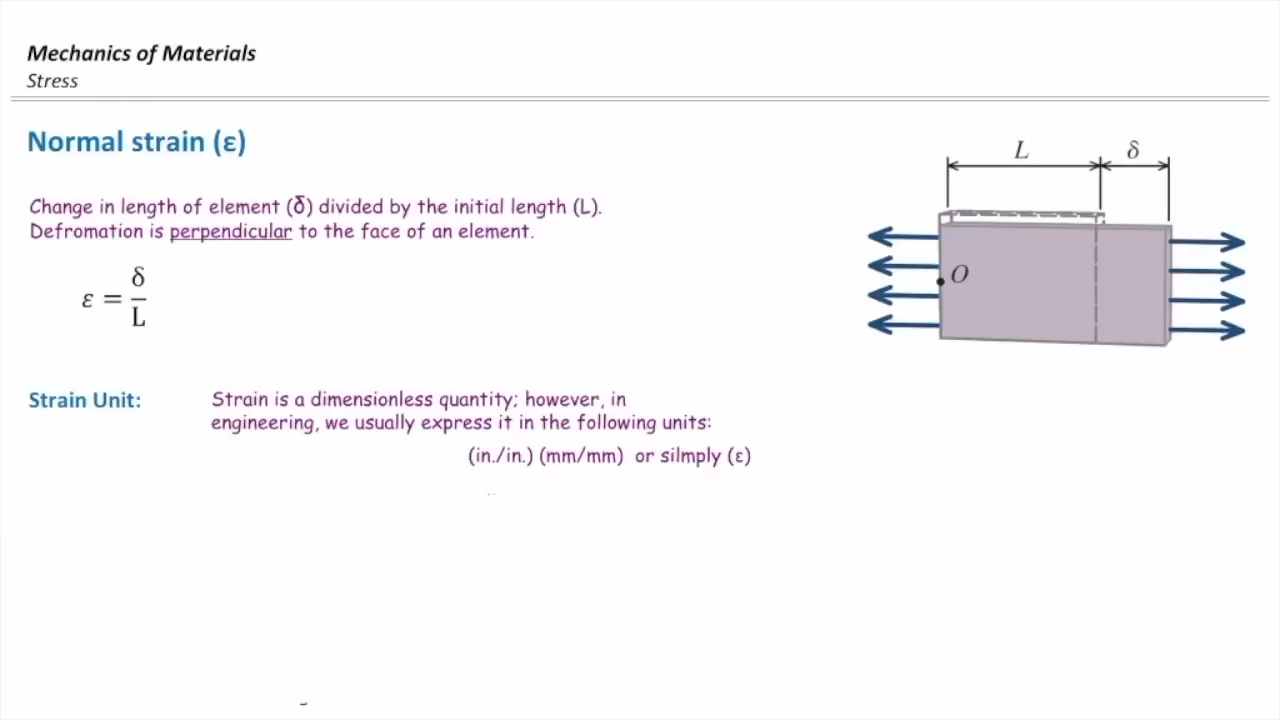 Mechanics of Materials
Stress
Normal strain (ε)
Change in length of element (δ) divided by the initial length (L).
Defromation is perpendicular to the face of an element.
ε = δ/L
Strain Unit:
Strain is a dimensionless quantity; however, in
engineering, we usually express it in the following units:
(in./in.) (mm/mm) or silmply (ε)
L
δ
O